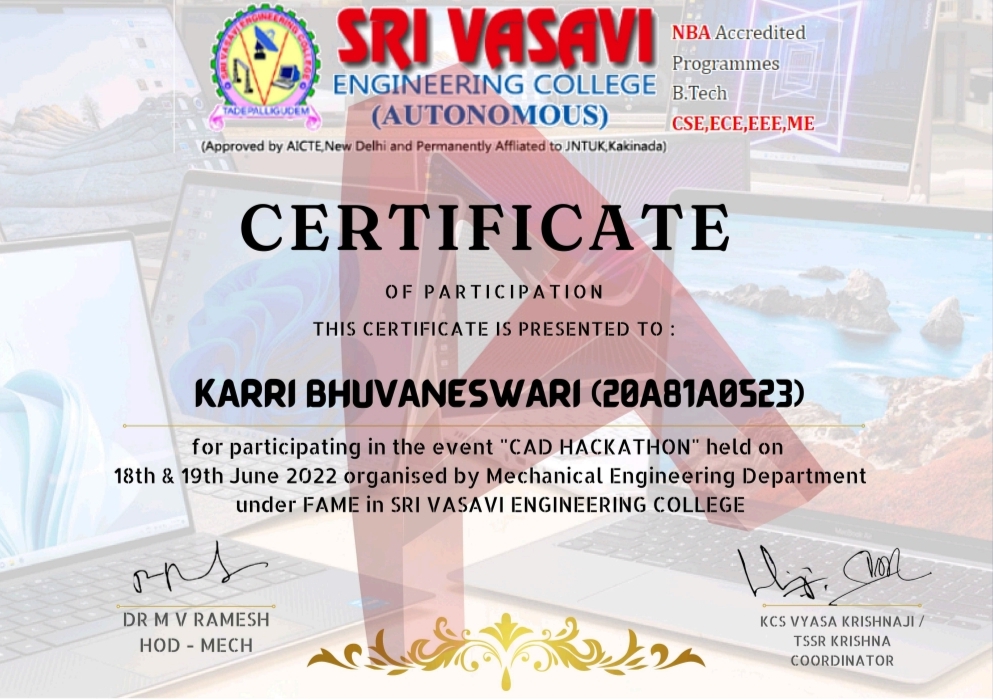 SRI VASAVI ENGINEERING COLLEGE
TADEPALLIGUDEM
SRI VASAVI
ENGINEERING COLLEGE
(AUTONOMOUS)
NBA Accredited
Programmes
B.Tech
CSE,ECE,EEE,ME
(Approved by AICTE,New Delhi and Permanently Affliated to JNTUK,Kakinada)
CERTIFICATE
OF PARTICIPATION
THIS CERTIFICATE IS PRESENTED TO :
KARRI BHUVANESWARI (20A81A0523)
for participating in the event "CAD HACKATHON" held on
18th & 19th June 2022 organised by Mechanical Engineering Department
under FAME in SRI VASAVI ENGINEERING COLLEGE
DR M V RAMESH
HOD - MECH
KCS VYASA KRISHNAJI /
TSSR KRISHNA
COORDINATOR